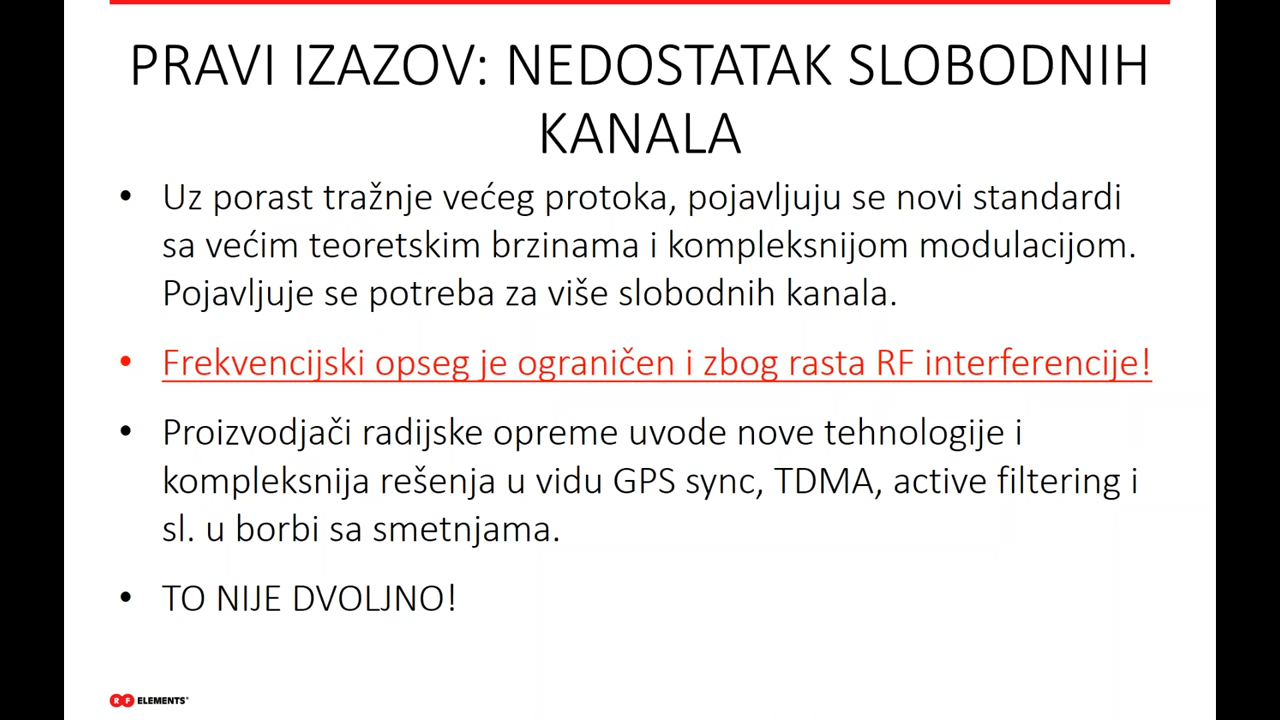 PRAVI IZAZOV: NEDOSTATAK SLOBODNIH
KANALA
• Uz porast tražnje većeg protoka, pojavljuju se novi standardi
sa većim teoretskim brzinama i kompleksnijom modulacijom.
Pojavljuje se potreba za više slobodnih kanala.
• Frekvencijski opseg je ograničen i zbog rasta RF interferencije!
• Proizvodjači radijske opreme uvode nove tehnologije i
kompleksnija rešenja u vidu GPS sync, TDMA, active filtering i
sl. u borbi sa smetnjama.
• TO NIJE DVOLJNO!
RF ELEMENTS